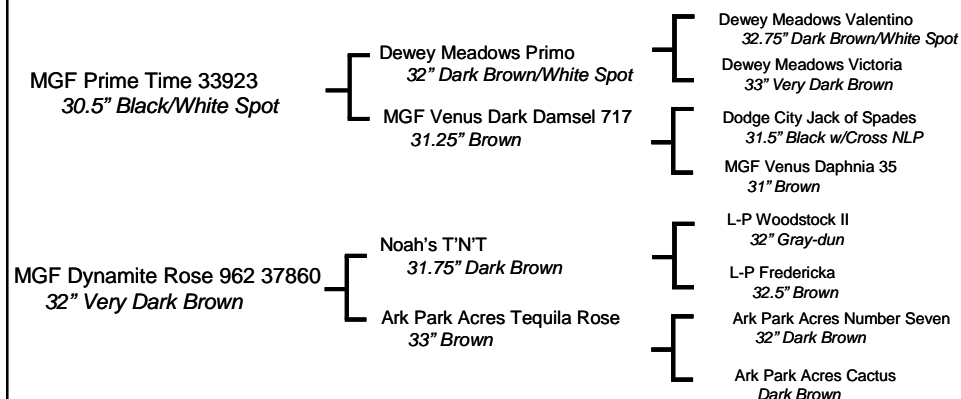 MGF Prime Time 33923
30.5” Black/White Spot
Dewey Meadows Primo
32” Dark Brown/White Spot
MGF Venus Dark Damsel 717
31.25” Brown
Dewey Meadows Valentino
32.75” Dark Brown/White Spot
Dewey Meadows Victoria
33” Very Dark Brown
Dodge City Jack of Spades
31.5” Black w/Cross NLP
MGF Venus Daphnia 35
31” Brown
MGF Dynamite Rose 962 37860
32” Very Dark Brown
Noah's T'N'T
31.75” Dark Brown
Ark Park Acres Tequila Rose
33” Brown
L-P Woodstock II
32” Gray-dun
L-P Fredericka
32.5” Brown
Ark Park Acres Number Seven
32” Dark Brown
Ark Park Acres Cactus
Dark Brown